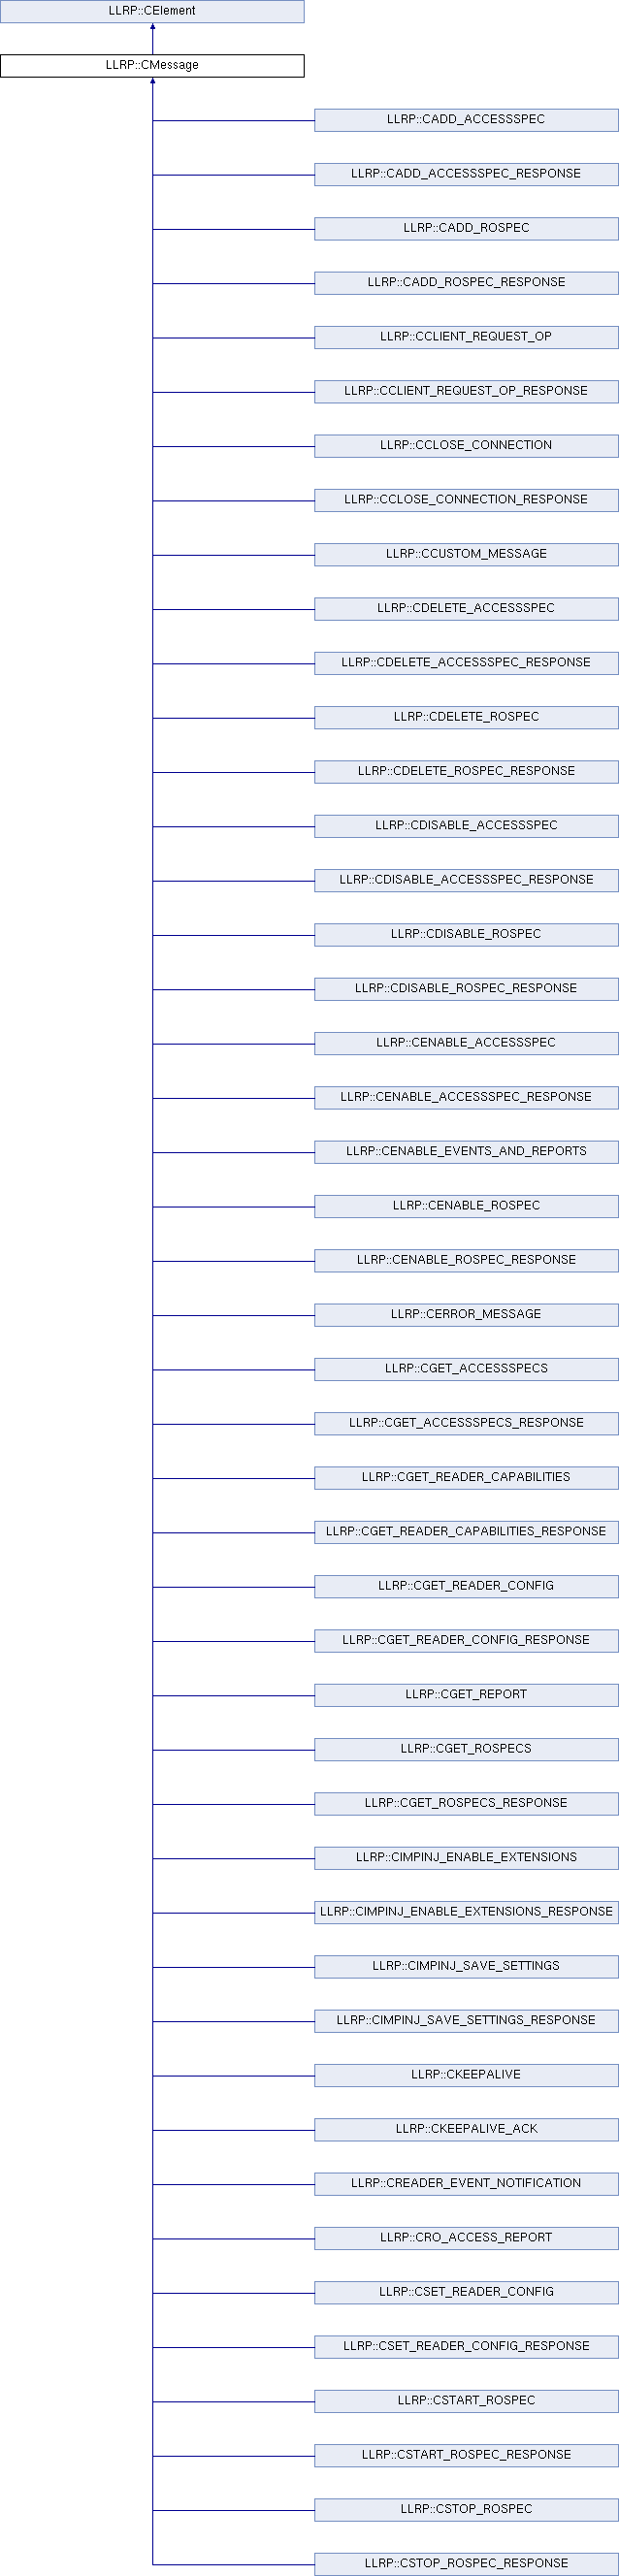 LLRP::CElement
LLRP::CMessage
LLRP::CADD_ACCESSSPEC
LLRP::CADD_ACCESSSPEC_RESPONSE
LLRP::CADD_ROSPEC
LLRP::CADD_ROSPEC_RESPONSE
LLRP::CCLIENT_REQUEST_OP
LLRP::CCLIENT_REQUEST_OP_RESPONSE
LLRP::CCLOSE_CONNECTION
LLRP::CCLOSE_CONNECTION_RESPONSE
LLRP::CCUSTOM_MESSAGE
LLRP::CDELETE_ACCESSSPEC
LLRP::CDELETE_ACCESSSPEC_RESPONSE
LLRP::CDELETE_ROSPEC
LLRP::CDELETE_ROSPEC_RESPONSE
LLRP::CDISABLE_ACCESSSPEC
LLRP::CDISABLE_ACCESSSPEC_RESPONSE
LLRP::CDISABLE_ROSPEC
LLRP::CDISABLE_ROSPEC_RESPONSE
LLRP::CENABLE_ACCESSSPEC
LLRP::CENABLE_ACCESSSPEC_RESPONSE
LLRP::CENABLE_EVENTS_AND_REPORTS
LLRP::CENABLE_ROSPEC
LLRP::CENABLE_ROSPEC_RESPONSE
LLRP::CERROR_MESSAGE
LLRP::CGET_ACCESSSPECS
LLRP::CGET_ACCESSSPECS_RESPONSE
LLRP::CGET_READER_CAPABILITIES
LLRP::CGET_READER_CAPABILITIES_RESPONSE
LLRP::CGET_READER_CONFIG
LLRP::CGET_READER_CONFIG_RESPONSE
LLRP::CGET_REPORT
LLRP::CGET_ROSPECS
LLRP::CGET_ROSPECS_RESPONSE
LLRP::CIMPINJ_ENABLE_EXTENSIONS
LLRP::CIMPINJ_ENABLE_EXTENSIONS_RESPONSE
LLRP::CIMPINJ_SAVE_SETTINGS
LLRP::CIMPINJ_SAVE_SETTINGS_RESPONSE
LLRP::CKEEPALIVE
LLRP::CKEEPALIVE_ACK
LLRP::CREADER_EVENT_NOTIFICATION
LLRP::CRO_ACCESS_REPORT
LLRP::CSET_READER_CONFIG
LLRP::CSET_READER_CONFIG_RESPONSE
LLRP::CSTART_ROSPEC
LLRP::CSTART_ROSPEC_RESPONSE
LLRP::CSTOP_ROSPEC
LLRP::CSTOP_ROSPEC_RESPONSE